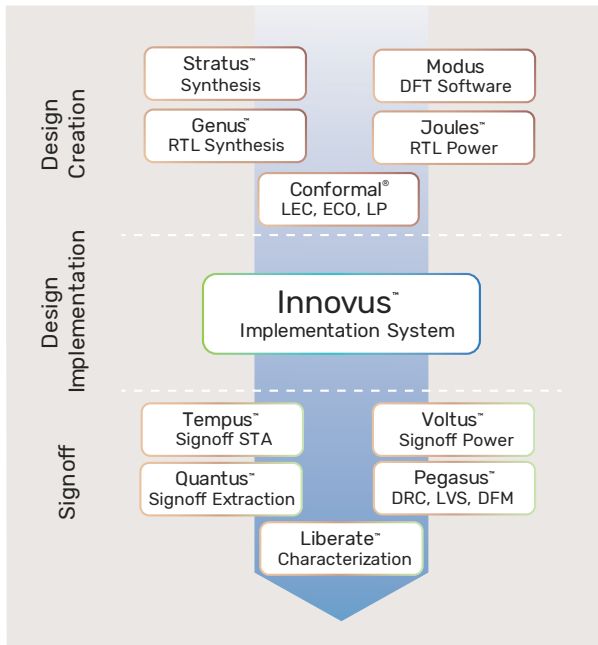 Design
Creation
Stratus™
Synthesis
Modus
DFT Software
Genus™
RTL Synthesis
Joules™
RTL Power
Conformal®
LEC, ECO, LP
Design
Implementation
Innovus™
Implementation System
Signoff
Tempus™
Signoff STA
Voltus™
Signoff Power
Quantus™
Signoff Extraction
Pegasus™
DRC, LVS, DFM
Liberate™
Characterization